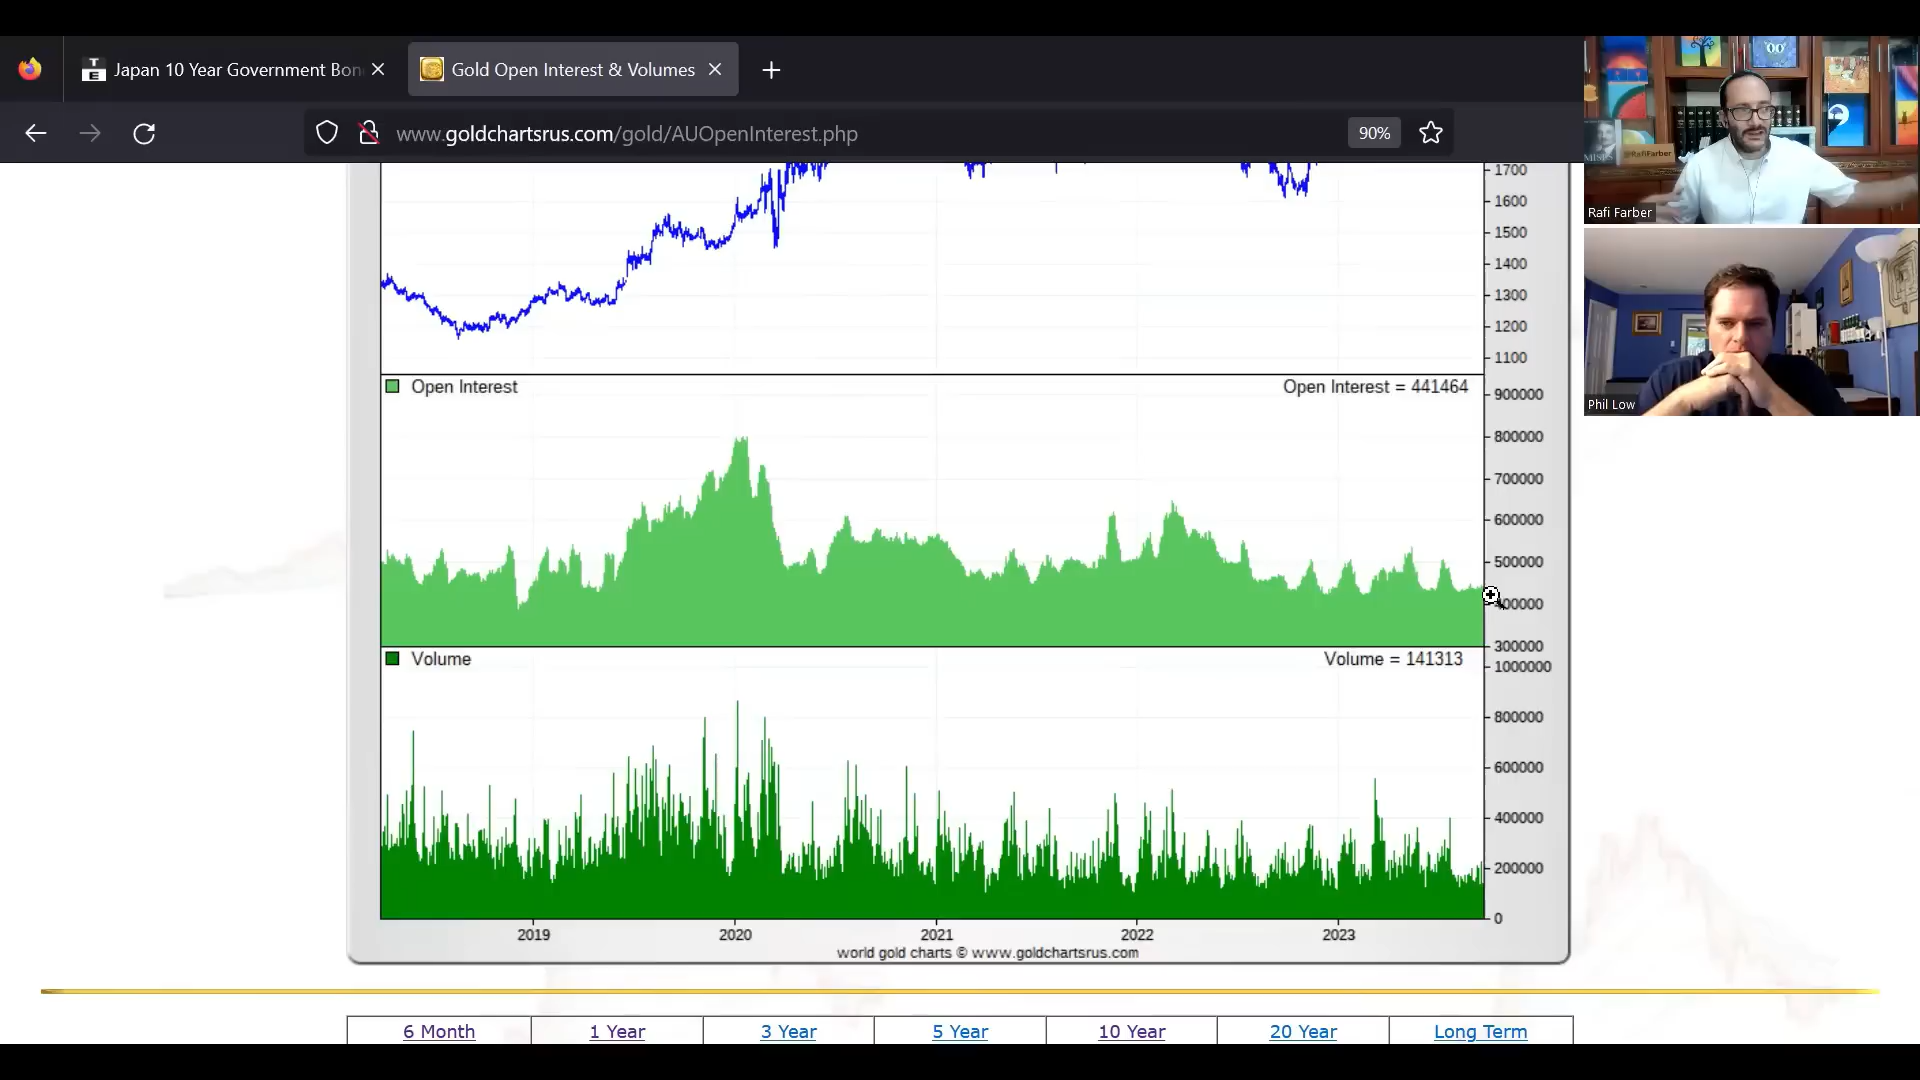 Japan 10 Year Government Bon
Gold Open Interest & Volumes
www.goldchartsrus.com/gold/AUOpenInterest.php
90%
Rafi Farber
Phil Low
@RafiFarber
1700
1600
1500
1400
1300
1200
1100
Open Interest
Open Interest = 441464
900000
800000
700000
600000
500000
400000
300000
Volume
Volume = 141313
1000000
800000
600000
400000
200000
0
2019 2020 2021 2022 2023
world gold charts © www.goldchartsrus.com
6 Month 1 Year 3 Year 5 Year 10 Year 20 Year Long Term